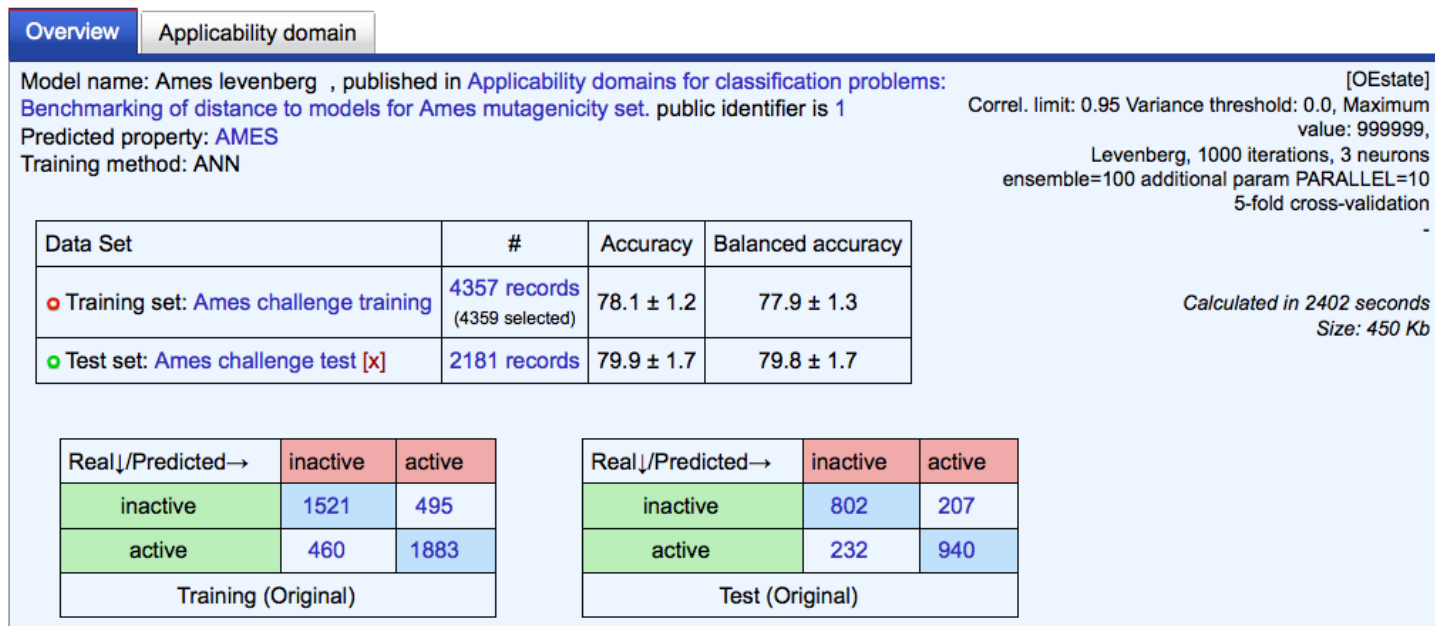 Overview Applicability domain
Model name: Ames levenberg , published in Applicability domains for classification problems:
Benchmarking of distance to models for Ames mutagenicity set. public identifier is 1
Predicted property: AMES
Training method: ANN
[OEstate]
Correl. limit: 0.95 Variance threshold: 0.0, Maximum
value: 999999,
Levenberg, 1000 iterations, 3 neurons
ensemble=100 additional param PARALLEL=10
5-fold cross-validation
-
Calculated in 2402 seconds
Size: 450 Kb
Data Set # Accuracy Balanced accuracy
Training set: Ames challenge training 4357 records (4359 selected) 78.1 ± 1.2 77.9 ± 1.3
Test set: Ames challenge test [x] 2181 records 79.9 ± 1.7 79.8 ± 1.7
Real↓/Predicted→ inactive active
inactive 1521 495
active 460 1883
Training (Original)
Real↓/Predicted→ inactive active
inactive 802 207
active 232 940
Test (Original)